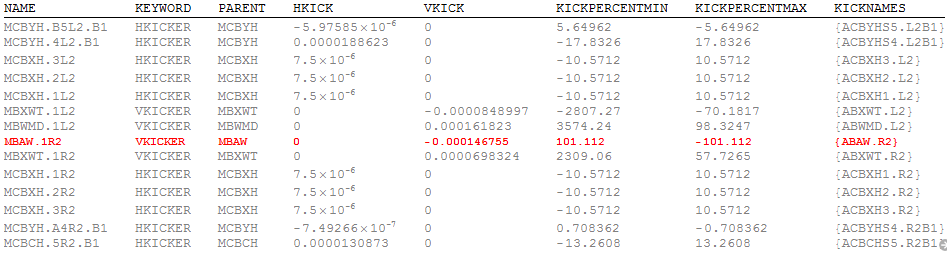 NAME KEYWORD PARENT HKICK VKICK KICKPERCENTMIN KICKPERCENTMAX KICKNAMES
MCBYH.B5L2.B1 HKICKER MCBYH -5.97585×10⁻⁶ 0 5.64962 -5.64962 {ACBYHS5.L2B1}
MCBYH.4L2.B1 HKICKER MCBYH 0.0000188623 0 -17.8326 17.8326 {ACBYHS4.L2B1}
MCBXH.3L2 HKICKER MCBXH 7.5×10⁻⁶ 0 -10.5712 10.5712 {ACBXH3.L2}
MCBXH.2L2 HKICKER MCBXH 7.5×10⁻⁶ 0 -10.5712 10.5712 {ACBXH2.L2}
MCBXH.1L2 HKICKER MCBXH 7.5×10⁻⁶ 0 -10.5712 10.5712 {ACBXH1.L2}
MBXWT.1L2 VKICKER MBXWT 0 -0.0000848997 -2807.27 -70.1817 {ABXWT.L2}
MBWMD.1L2 VKICKER MBWMD 0 0.000161823 3574.24 98.3247 {ABWMD.L2}
MBAW.1R2 VKICKER MBAW 0 -0.000146755 101.112 -101.112 {ABAW.R2}
MBXWT.1R2 VKICKER MBXWT 0 0.0000698324 2309.06 57.7265 {ABXWT.R2}
MCBXH.1R2 HKICKER MCBXH 7.5×10⁻⁶ 0 -10.5712 10.5712 {ACBXH1.R2}
MCBXH.2R2 HKICKER MCBXH 7.5×10⁻⁶ 0 -10.5712 10.5712 {ACBXH2.R2}
MCBXH.3R2 HKICKER MCBXH 7.5×10⁻⁶ 0 -10.5712 10.5712 {ACBXH3.R2}
MCBYH.A4R2.B1 HKICKER MCBYH -7.49266×10⁻⁷ 0 0.708362 -0.708362 {ACBYHS4.R2B1}
MCBCH.5R2.B1 HKICKER MCBCH 0.0000130873 0 -13.2608 13.2608 {ACBCHS5.R2B1}